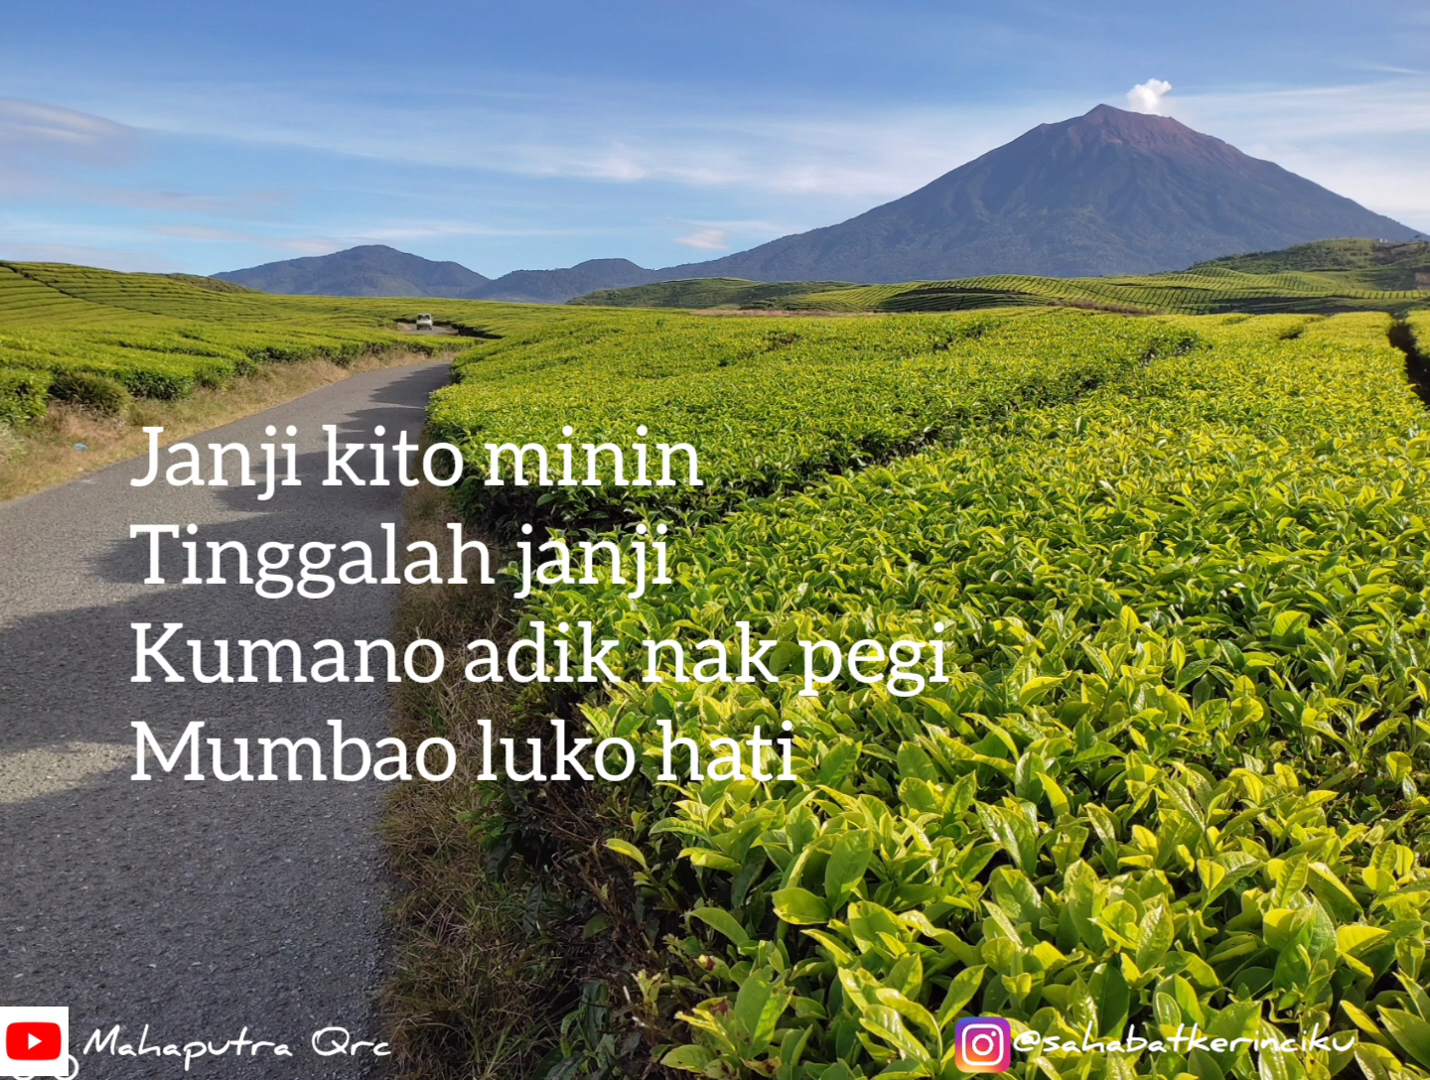 Janji kito minin
Tinggalah janji
Kumano adik nak pegi
Mumbao luko hati
Mahaputra Qrc
@sahabatkerinciku